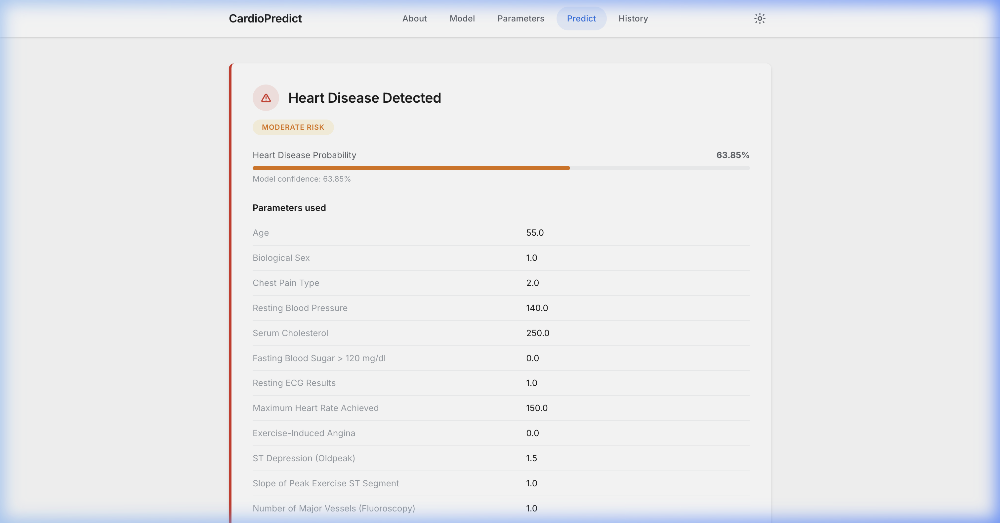 CardioPredict About Model Parameters Predict History
Heart Disease Detected
MODERATE RISK
Heart Disease Probability 63.85%
Model confidence: 63.85%
Parameters used
Age 55.0
Biological Sex 1.0
Chest Pain Type 2.0
Resting Blood Pressure 140.0
Serum Cholesterol 250.0
Fasting Blood Sugar > 120 mg/dl 0.0
Resting ECG Results 1.0
Maximum Heart Rate Achieved 150.0
Exercise-Induced Angina 0.0
ST Depression (Oldpeak) 1.5
Slope of Peak Exercise ST Segment 1.0
Number of Major Vessels (Fluoroscopy) 1.0